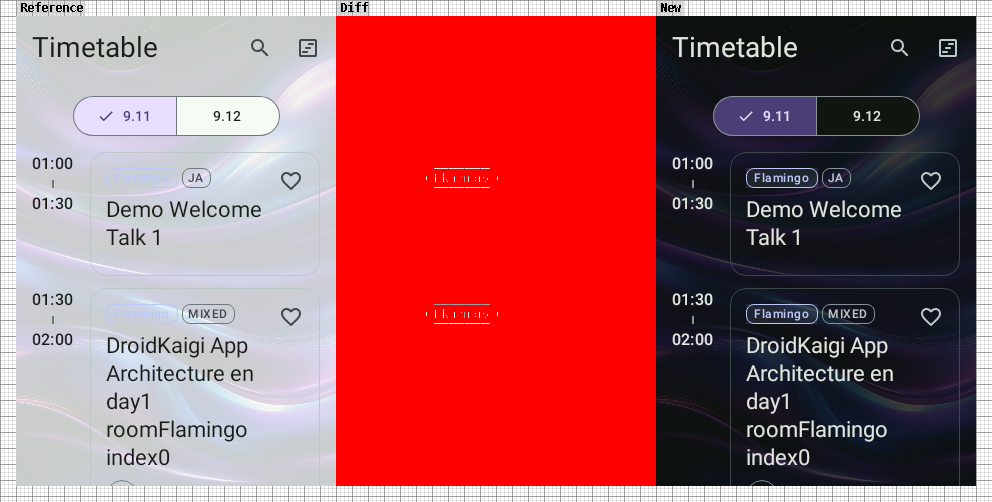 Reference
Diff
New
Timetable
9.11
9.12
01:00
01:30
Flamingo
JA
Demo Welcome
Talk 1
01:30
02:00
Flamingo
MIXED
DroidKaigi App
Architecture en
day1
roomFlamingo
index0
Flamingo
Flamingo
Timetable
9.11
9.12
01:00
01:30
Flamingo
JA
Demo Welcome
Talk 1
01:30
02:00
Flamingo
MIXED
DroidKaigi App
Architecture en
day1
roomFlamingo
index0